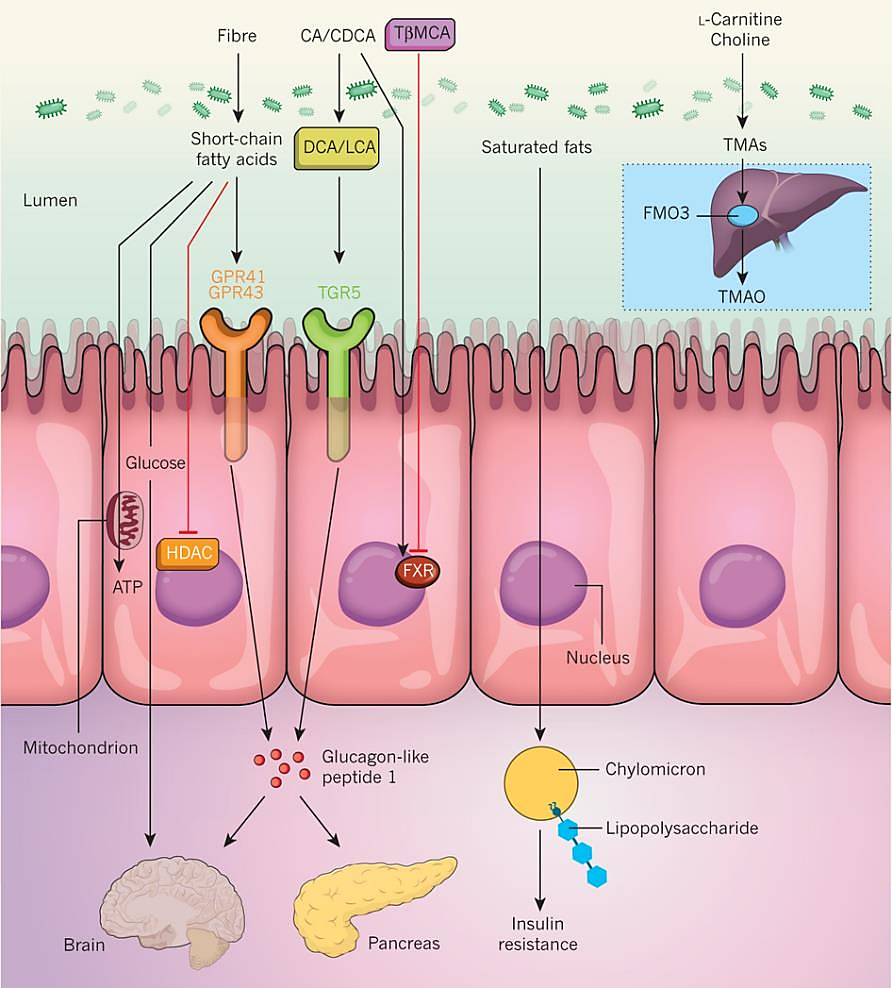 Fibre
CA/CDCA
TβMCA
L-Carnitine
Choline
Short-chain
fatty acids
DCA/LCA
Saturated fats
TMAs
Lumen
FMO3
GPR41
GPR43
TGR5
TMAO
Glucose
HDAC
FXR
ATP
Nucleus
Mitochondrion
Glucagon-like
peptide 1
Chylomicron
Lipopolysaccharide
Insulin
resistance
Brain
Pancreas